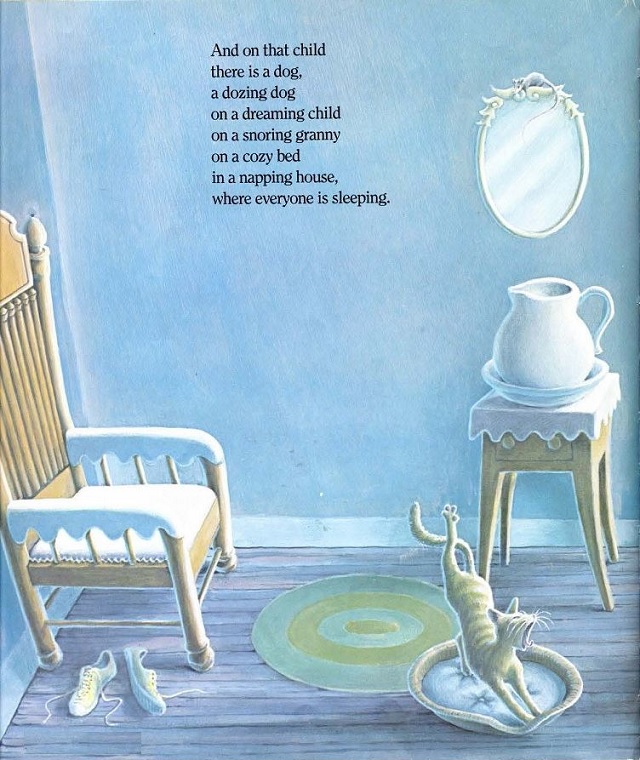 And on that child
there is a dog,
a dozing dog
on a dreaming child
on a snoring granny
on a cozy bed
in a napping house,
where everyone is sleeping.